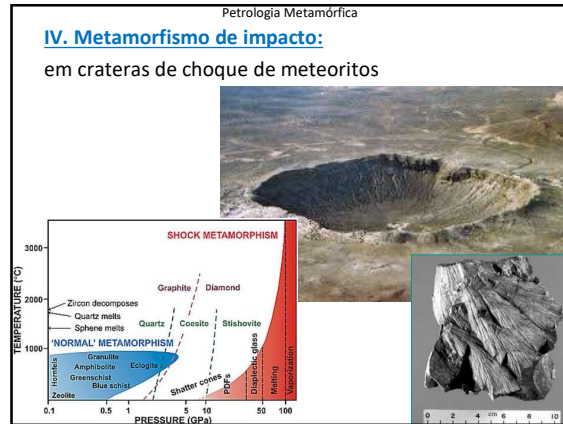 Petrologia Metamórfica
IV. Metamorfismo de impacto:
em crateras de choque de meteoritos
SHOCK METAMORPHISM
3000
2000
1000
TEMPERATURE (°C)
Graphite
Diamond
Zircon decomposes
Quartz melts
Sphene melts
Quartz
Coesite
Stishovite
'NORMAL' METAMORPHISM
Hornfels
Granulite
Amphibolite
Eclogite
Greenschist
Blue schist
Zeolite
Shatter cones
PDFs
Diaplectic glass
Melting
Vaporization
0.1
0.5
1
5
10
50
100
PRESSURE (GPa)
0 2 4 cm 6 8 10